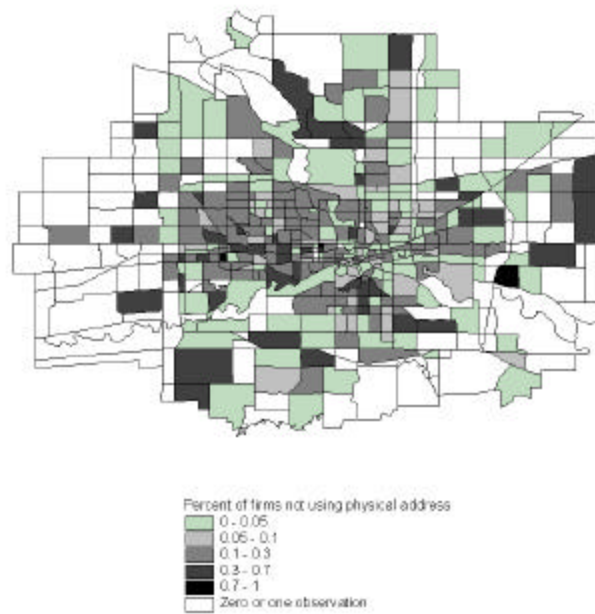 Percent of firms not using physical address
0 - 0.05
0.05 - 0.1
0.1 - 0.3
0.3 - 0.7
0.7 - 1
Zero or one observation